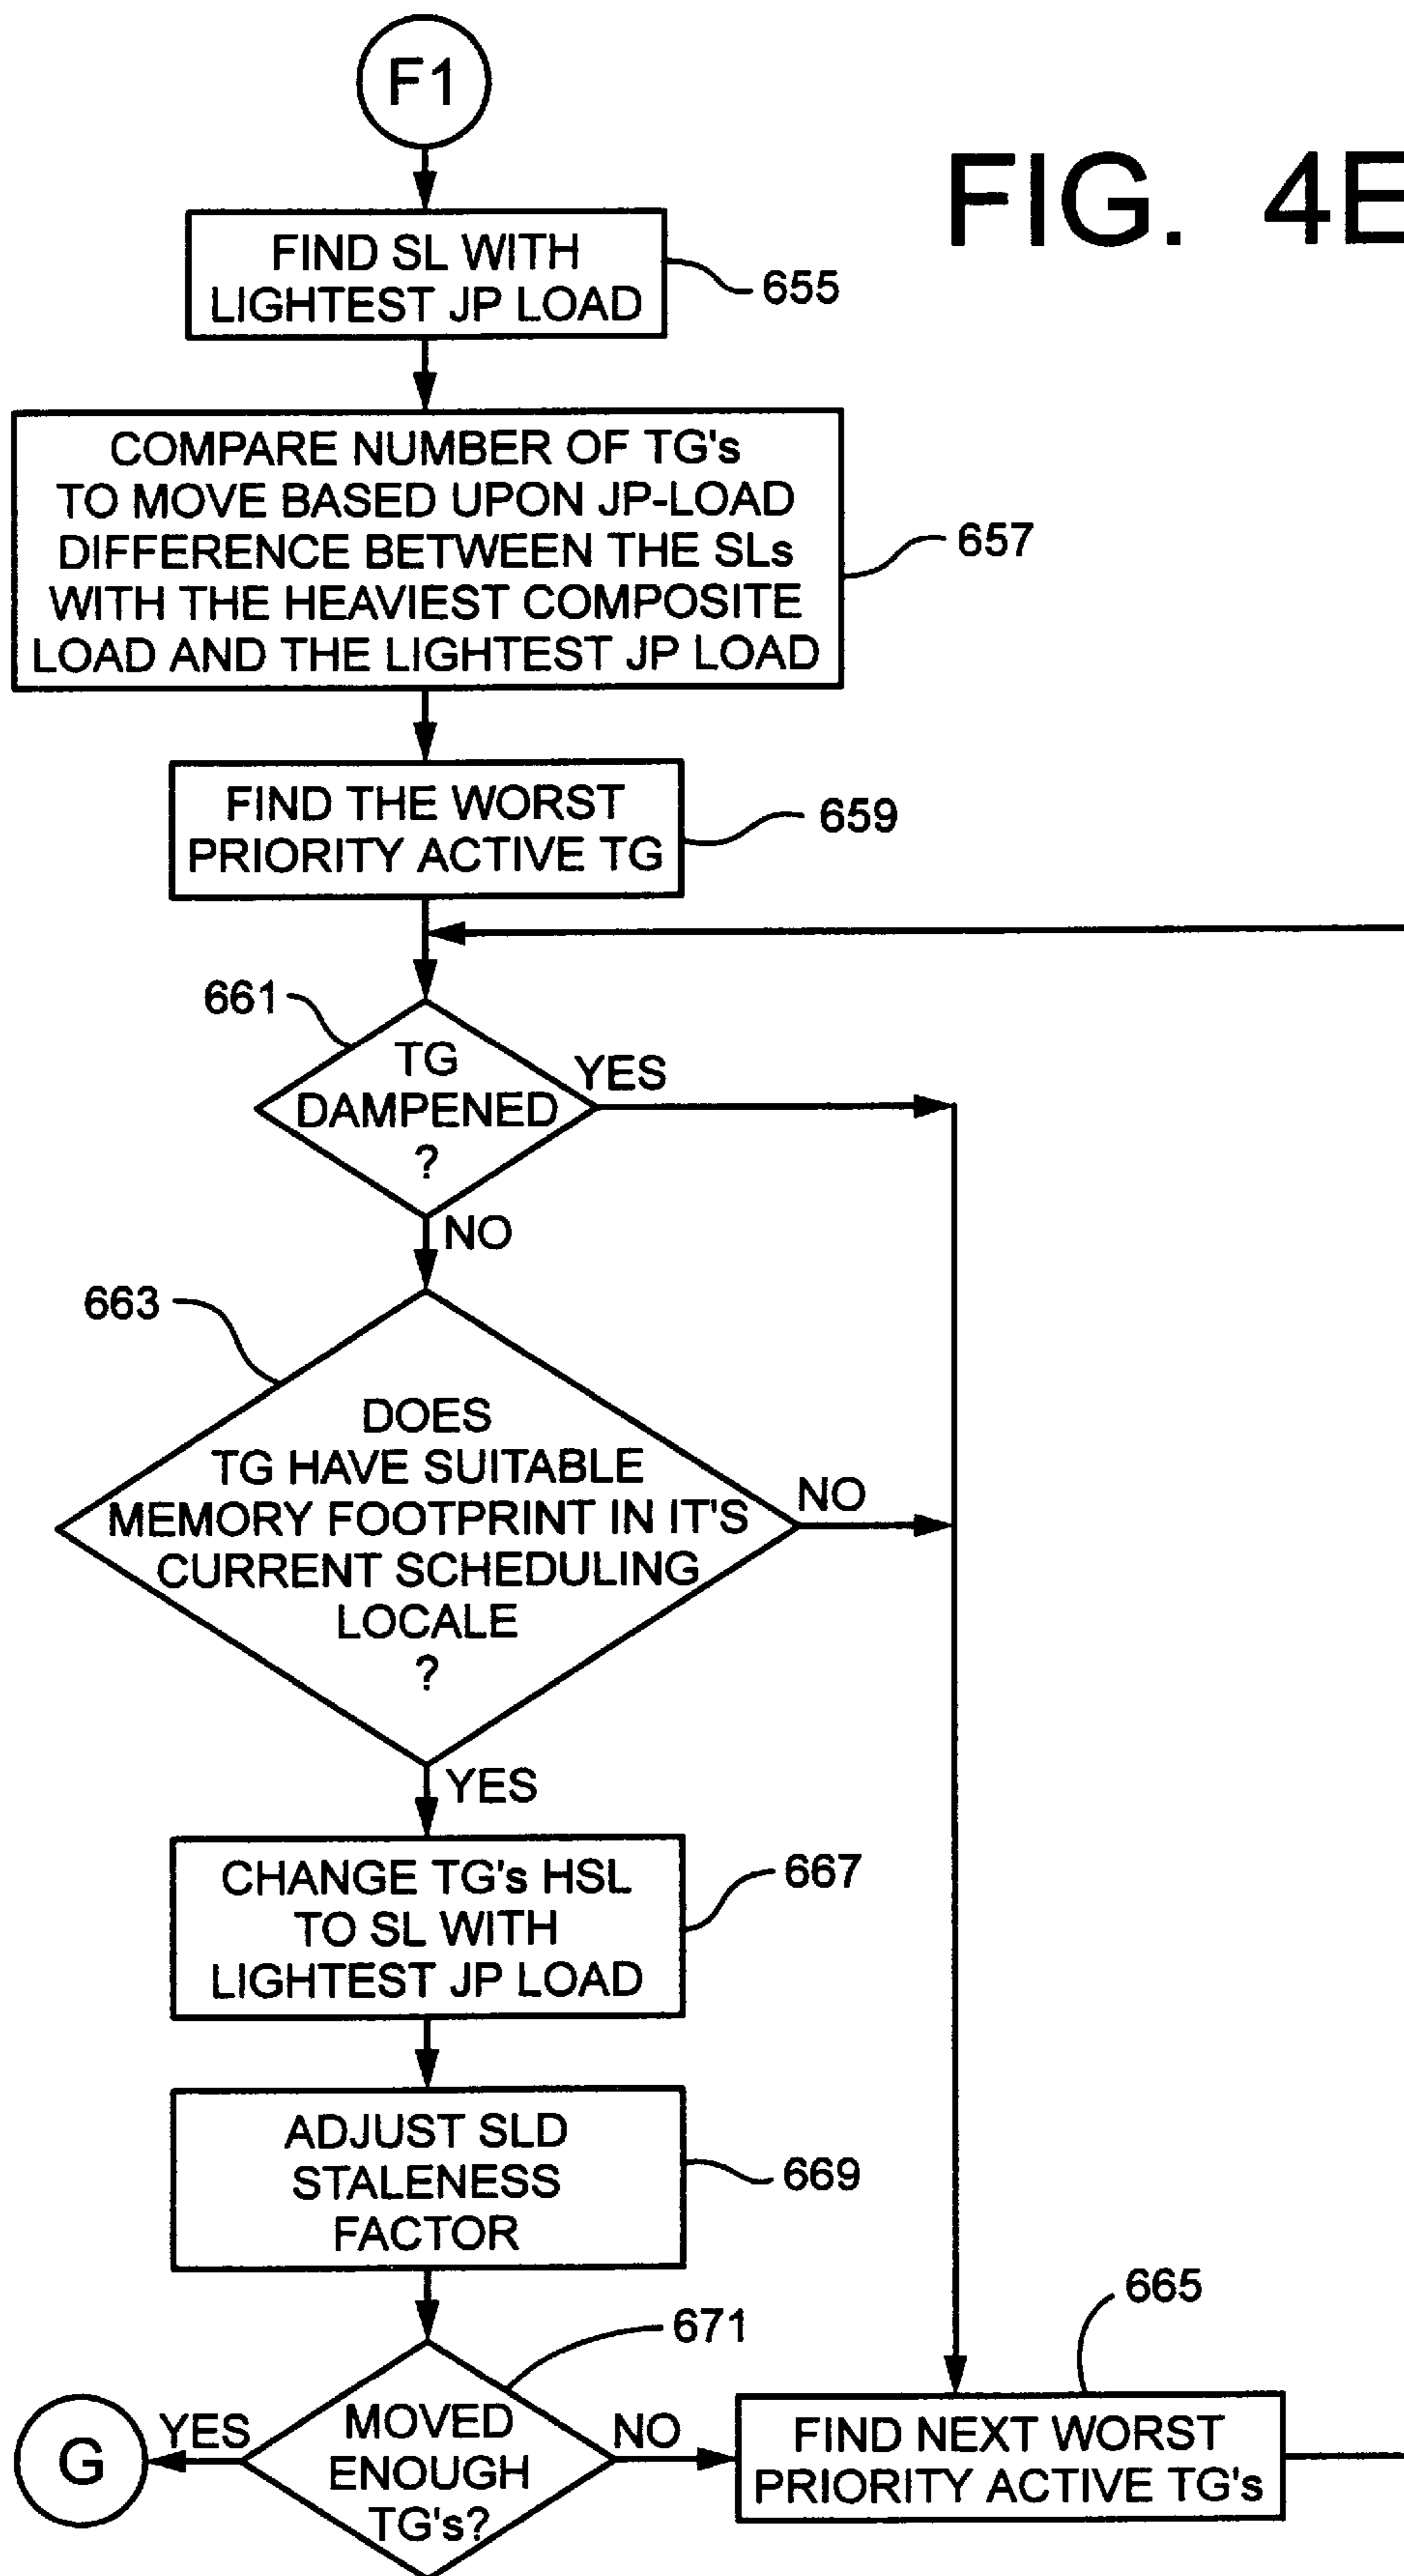 F1
FIG. 4E
FIND SL WITH
LIGHTEST JP LOAD
655
COMPARE NUMBER OF TG's
TO MOVE BASED UPON JP-LOAD
DIFFERENCE BETWEEN THE SLs
WITH THE HEAVIEST COMPOSITE
LOAD AND THE LIGHTEST JP LOAD
657
FIND THE WORST
PRIORITY ACTIVE TG
659
661
TG
DAMPENED
?
YES
NO
663
DOES
TG HAVE SUITABLE
MEMORY FOOTPRINT IN IT'S
CURRENT SCHEDULING
LOCALE
?
NO
YES
CHANGE TG's HSL
TO SL WITH
LIGHTEST JP LOAD
667
ADJUST SLD
STALENESS
FACTOR
669
671
MOVED
ENOUGH
TG's?
YES
G
NO
665
FIND NEXT WORST
PRIORITY ACTIVE TG's